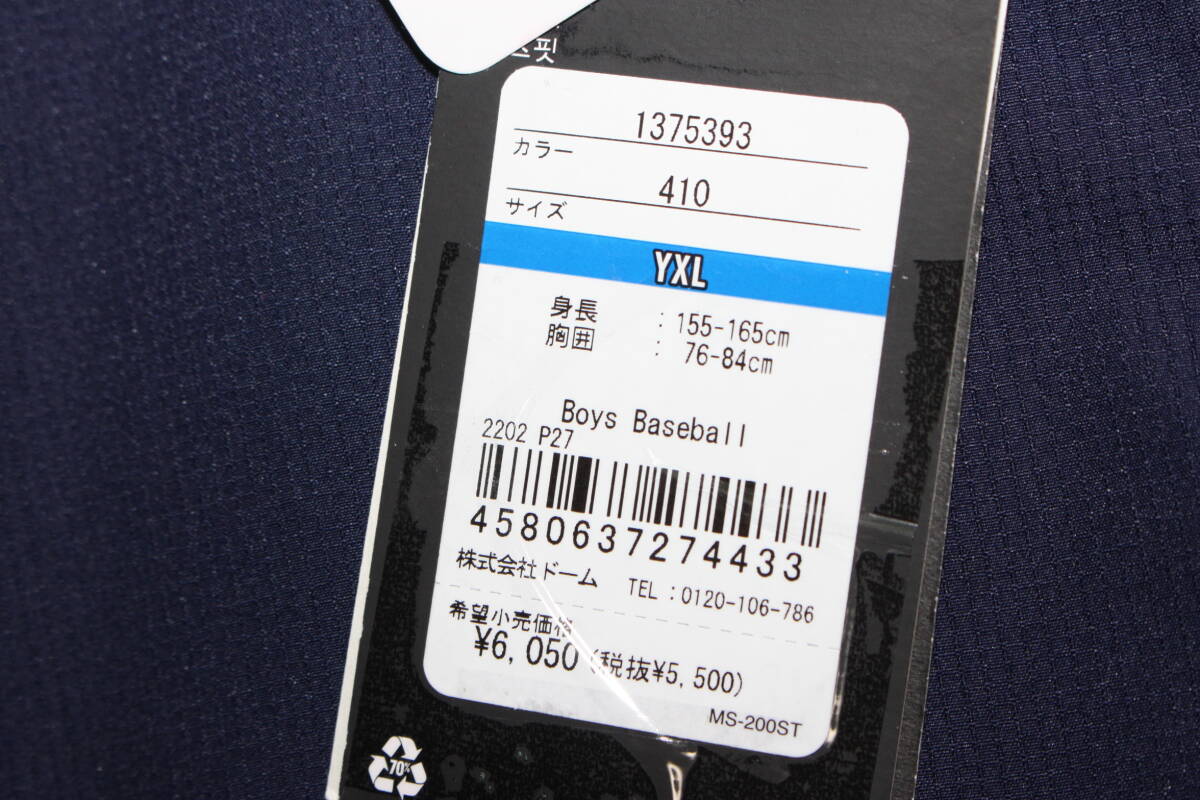 핏
1375393
カラー
410
サイズ
YXL
身長 : 155-165cm
胸囲 : 76-84cm
Boys Baseball
2202 P27
4580637274433
株式会社ドーム TEL:0120-106-786
希望小売価格
¥6,050 (税抜¥5,500)
MS-200ST
70%